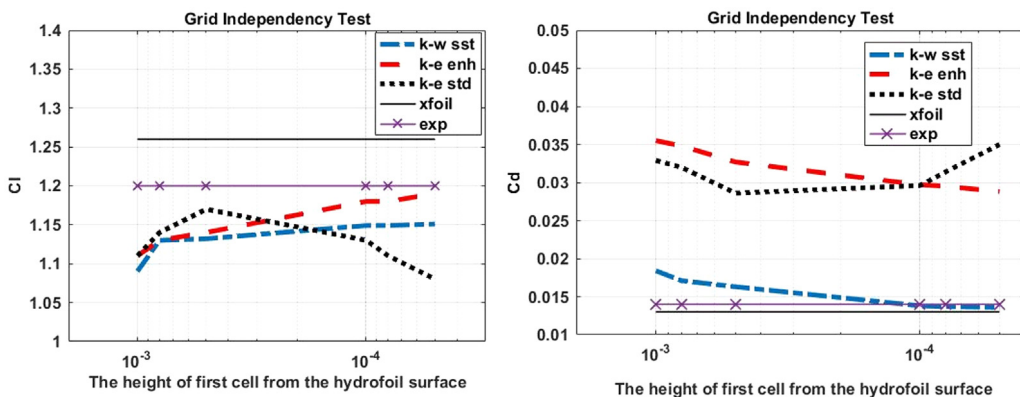 Grid Independency Test
1.4
1.35
1.3
1.25
1.2
1.15
1.1
1.05
1
Cl
k-w sst
k-e enh
k-e std
xfoil
exp
10-3
10-4
The height of first cell from the hydrofoil surface
Grid Independency Test
0.05
0.045
0.04
0.035
0.03
0.025
0.02
0.015
0.01
Cd
k-w sst
k-e enh
k-e std
xfoil
exp
10-3
10-4
The height of first cell from the hydrofoil surface